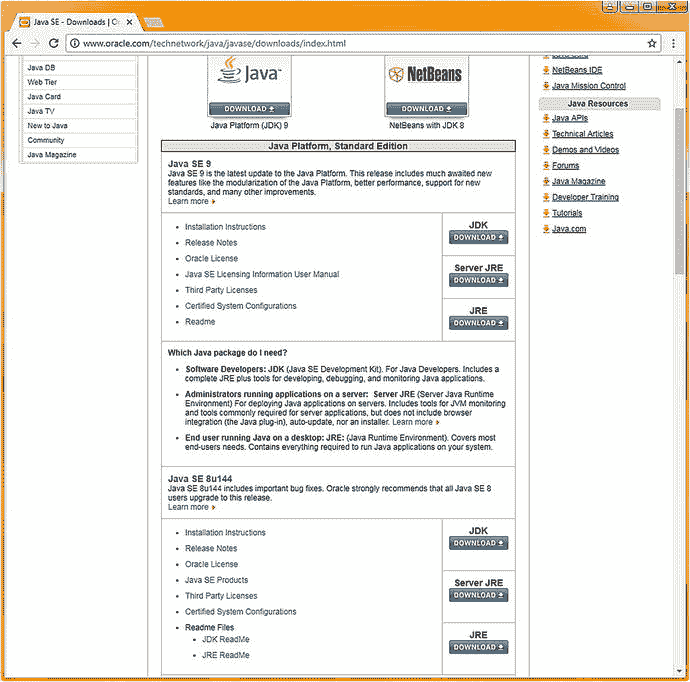 Java SE - Downloads | O
www.oracle.com/technetwork/java/javase/downloads/index.html
Java DB
Web Tier
Java Card
Java TV
New to Java
Community
Java Magazine
Java
DOWNLOAD
Java Platform (JDK) 9
NetBeans
DOWNLOAD
NetBeans with JDK 8
Java Platform, Standard Edition
Java SE 9
Java SE 9 is the latest update to the Java Platform. This release includes much awaited new
features like the modularization of the Java Platform, better performance, support for new
standards, and many other improvements.
Learn more
Installation Instructions
Release Notes
Oracle License
Java SE Licensing Information User Manual
Third Party Licenses
Certified System Configurations
Readme
JDK
DOWNLOAD
Server JRE
DOWNLOAD
JRE
DOWNLOAD
Which Java package do I need?
Software Developers: JDK (Java SE Development Kit). For Java Developers. Includes a
complete JRE plus tools for developing, debugging, and monitoring Java applications.
Administrators running applications on a server: Server JRE (Server Java Runtime
Environment) For deploying Java applications on servers. Includes tools for JVM monitoring
and tools commonly required for server applications, but does not include browser
integration (the Java plug-in), auto-update, nor an installer. Learn more
End user running Java on a desktop: JRE: (Java Runtime Environment). Covers most
end-users needs. Contains everything required to run Java applications on your system.
Java SE 8u144
Java SE 8u144 includes important bug fixes. Oracle strongly recommends that all Java SE 8
users upgrade to this release.
Learn more
Installation Instructions
Release Notes
Oracle License
Java SE Products
Third Party Licenses
Certified System Configurations
Readme Files
JDK ReadMe
JRE ReadMe
JDK
DOWNLOAD
Server JRE
DOWNLOAD
JRE
DOWNLOAD
NetBeans IDE
Java Mission Control
Java Resources
Java APIs
Technical Articles
Demos and Videos
Forums
Java Magazine
Developer Training
Tutorials
Java.com